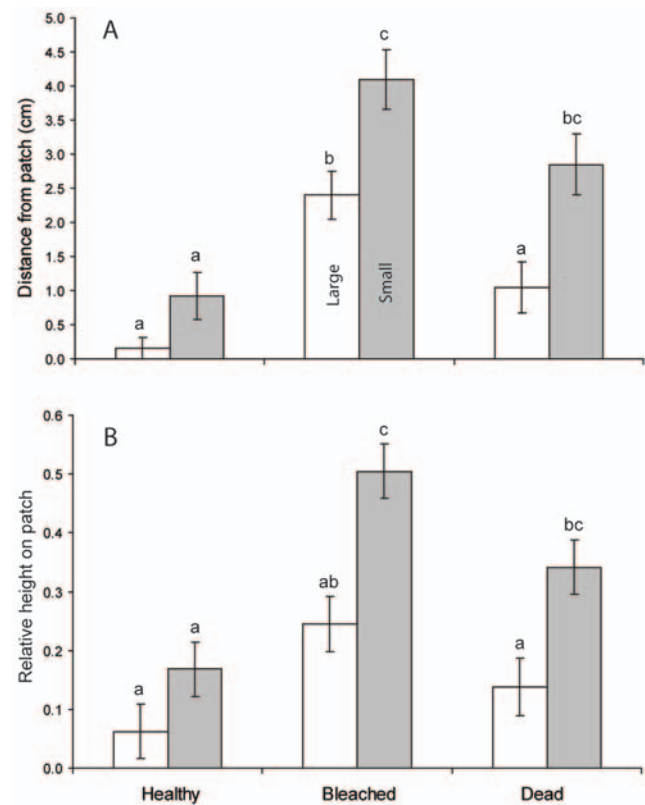 A
Distance from patch (cm)
5.0
4.5
4.0
3.5
3.0
2.5
2.0
1.5
1.0
0.5
0.0
a
a
b
c
a
bc
Large
Small
B
Relative height on patch
0.6
0.5
0.4
0.3
0.2
0.1
0.0
a
a
ab
c
a
bc
Healthy
Bleached
Dead